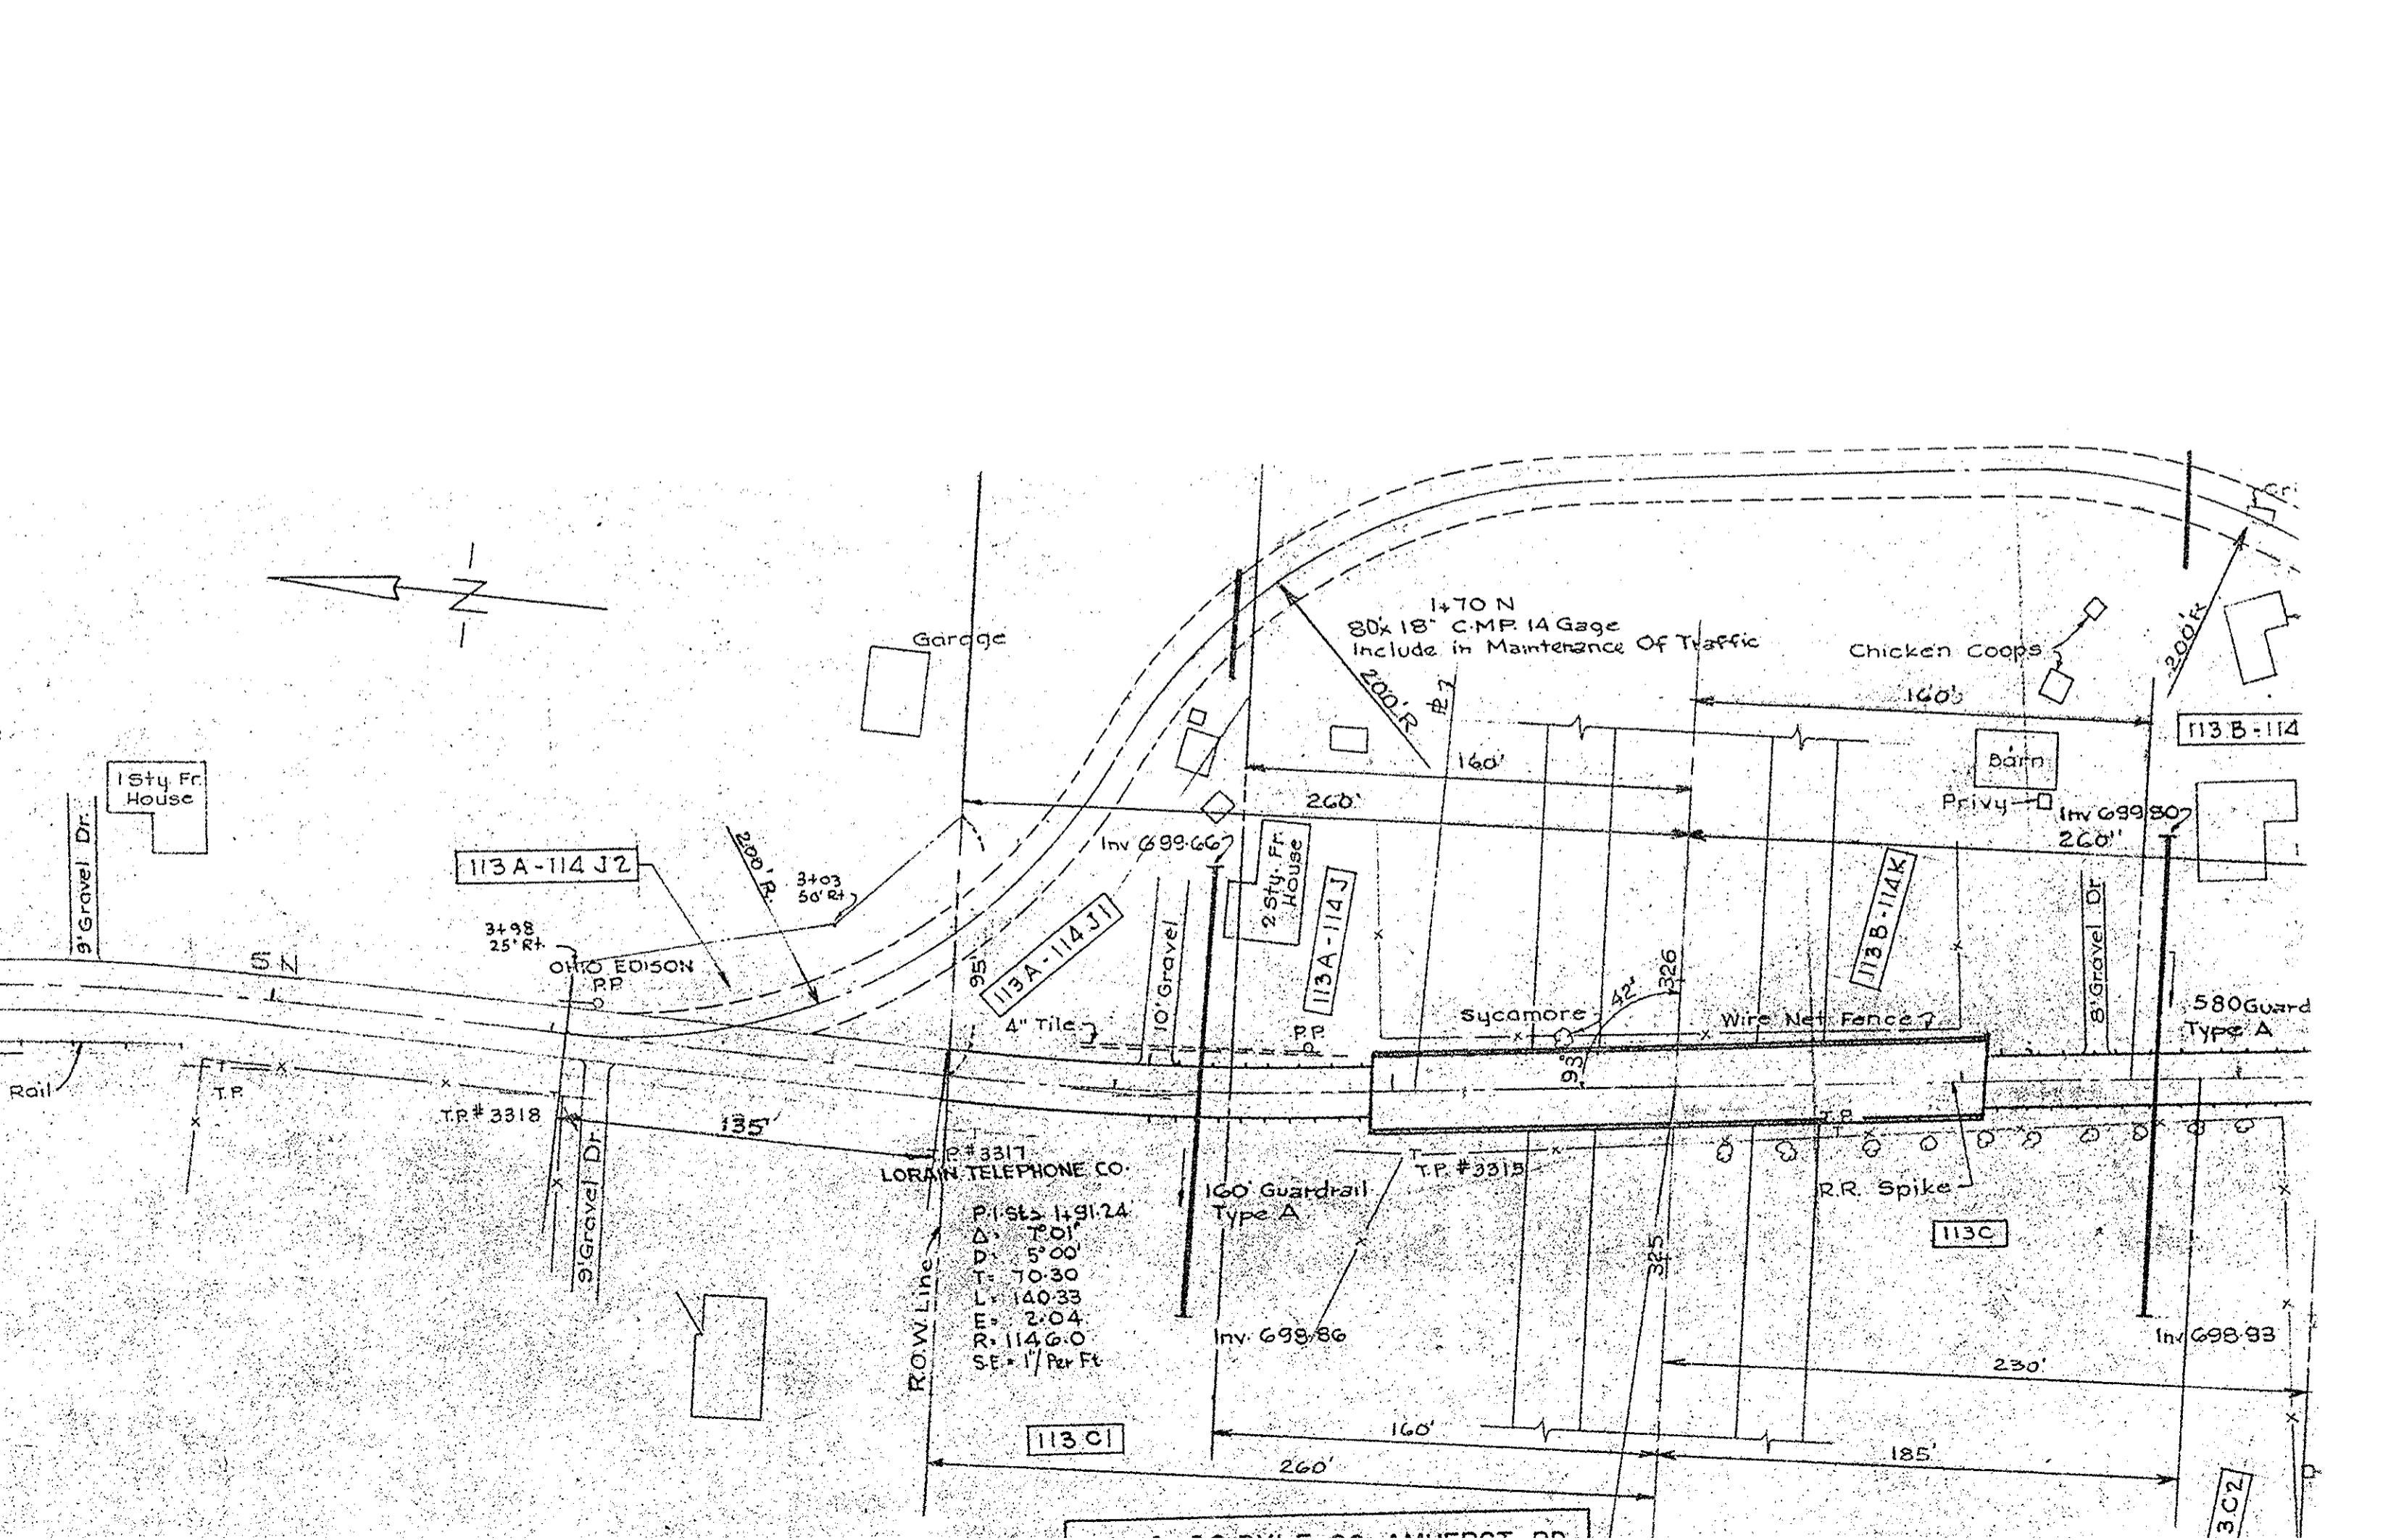 Garage
1+70 N
80'x 18" C.M.P. 14 Gage
Include in Maintenance Of Traffic
200' R
Chicken Coops
200' R
160'
113 B-114
Barn
Privy
Inv 699.80
260'
160'
260'
1 Sty. Fr.
House
9' Gravel Dr.
113 A-114 J2
200' R.
3+03
50' Rt
3+98
25' Rt.
OHIO EDISON
P.P.
S N
N
95'
113 A-114 J1
Inv 699.66
10' Gravel
2 Sty. Fr.
House
113 A-114 J
4" Tile
P.P.
Sycamore
42'
93'
326
Wire Net Fence
113 B-114K
8' Gravel Dr
580 Guard
Type A
Rail
T.P.
T.P. # 3318
135'
9' Gravel Dr
P. # 3317
LORAIN TELEPHONE CO.
P.I. Sta 1+91.24
Δ= 7°01'
D= 5°00'
T= 70.30
L= 140.33
E= 2.04
R= 1146.0
S.E.= 1"/Per Ft
R.O.W. Line
160' Guardrail
Type A
T
T.P. # 3315
T.P.
R.R. Spike
113C
325
Inv. 698.86
Inv 698.93
230'
113 C1
160'
260'
185'
3 C2